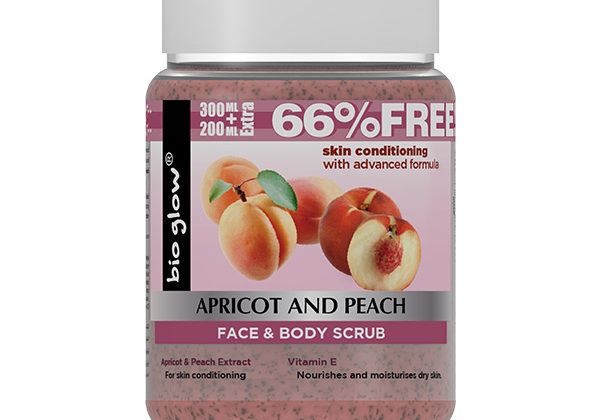 300ML + 200ML Extra
66%FREE
skin conditioning
with advanced formula
bio glow®
APRICOT AND PEACH
FACE & BODY SCRUB
Apricot & Peach Extract
For skin conditioning
Vitamin E
Nourishes and moisturises dry skin.